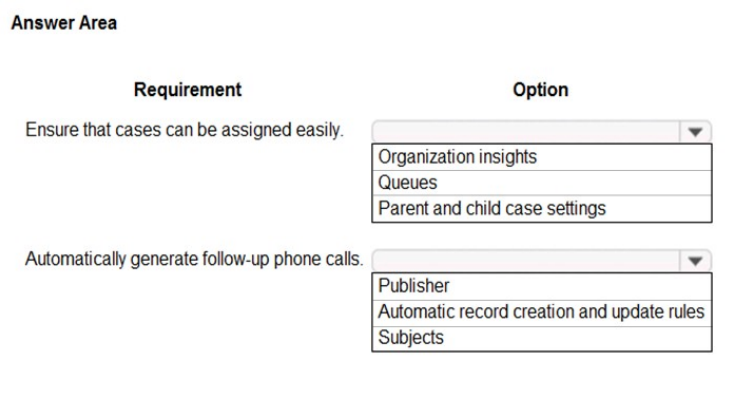 Answer Area
Requirement Option
Ensure that cases can be assigned easily.
Organization insights
Queues
Parent and child case settings
Automatically generate follow-up phone calls.
Publisher
Automatic record creation and update rules
Subjects